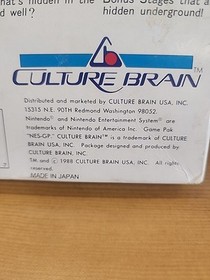 hat's hidden in the Bonus Stages that a
d well? hidden underground!
CULTURE BRAIN™
Distributed and marketed by CULTURE BRAIN USA, INC.
15315 N.E. 90TH Redmond Washington 98052.
Nintendo® and Nintendo Entertainment System® are
trademarks of Nintendo of America Inc. Game Pak
"NES-GP." CULTURE BRAIN™ is a trademark of CULTURE
BRAIN USA, Inc. Package designed and produced by
CULTURE BRAIN, INC.
TM. and © 1988 CULTURE BRAIN USA, INC. All rights
reserved.
MADE IN JAPAN